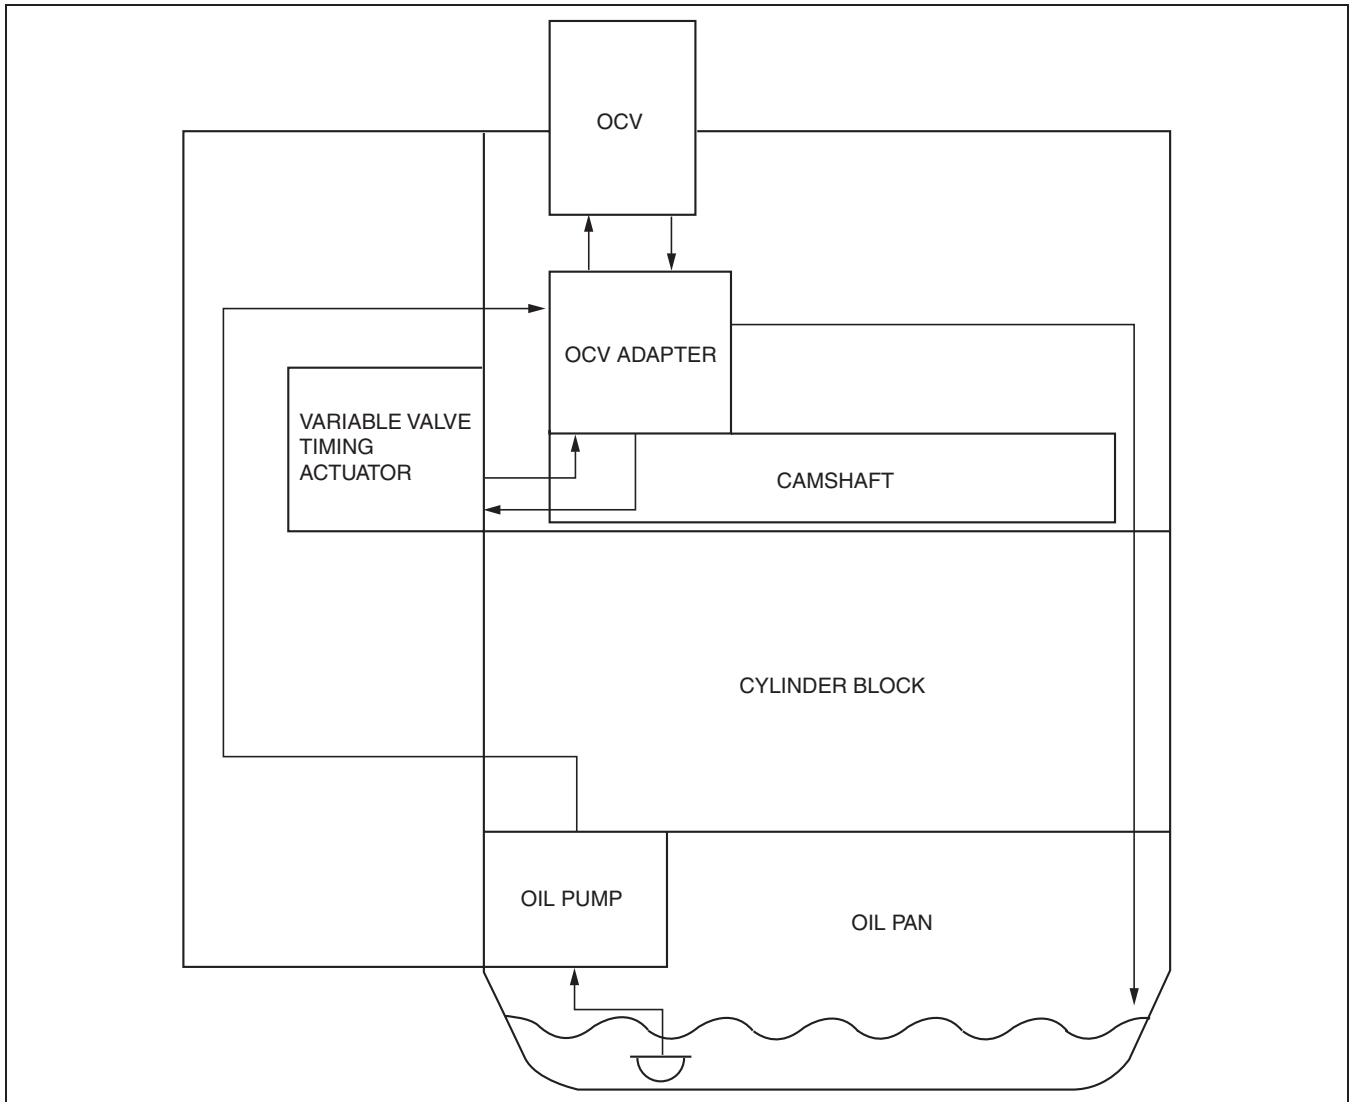 OCV
OCV ADAPTER
VARIABLE VALVE
TIMING
ACTUATOR
CAMSHAFT
CYLINDER BLOCK
OIL PUMP
OIL PAN